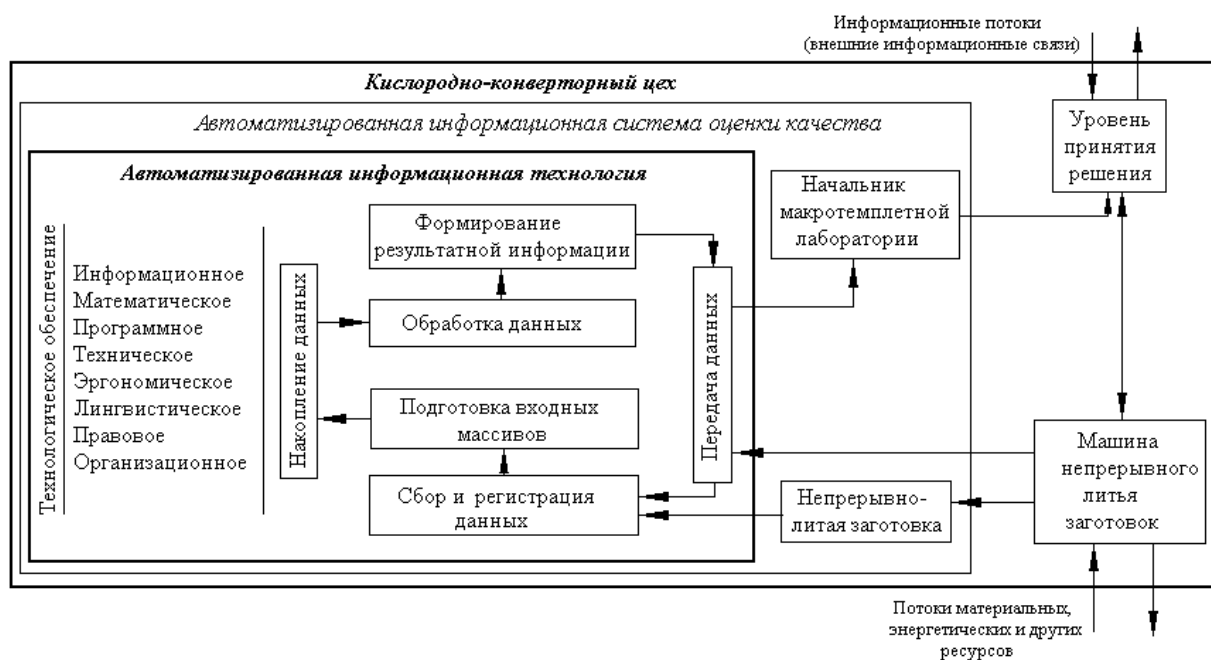 Информационные потоки
(внешние информационные связи)
Кислородно-конверторный цех
Автоматизированная информационная система оценки качества
Уровень
принятия
решения
Автоматизированная информационная технология
Начальник
макротемплетной
лаборатории
Технологическое обеспечение
Информационное
Математическое
Программное
Техническое
Эргономическое
Лингвистическое
Правовое
Организационное
Накопление данных
Формирование
результатной информации
Обработка данных
Подготовка входных
массивов
Сбор и регистрация
данных
Передача данных
Непрерывно-
литая заготовка
Машина
непрерывного
литья
заготовок
Потоки материальных,
энергетических и других
ресурсов